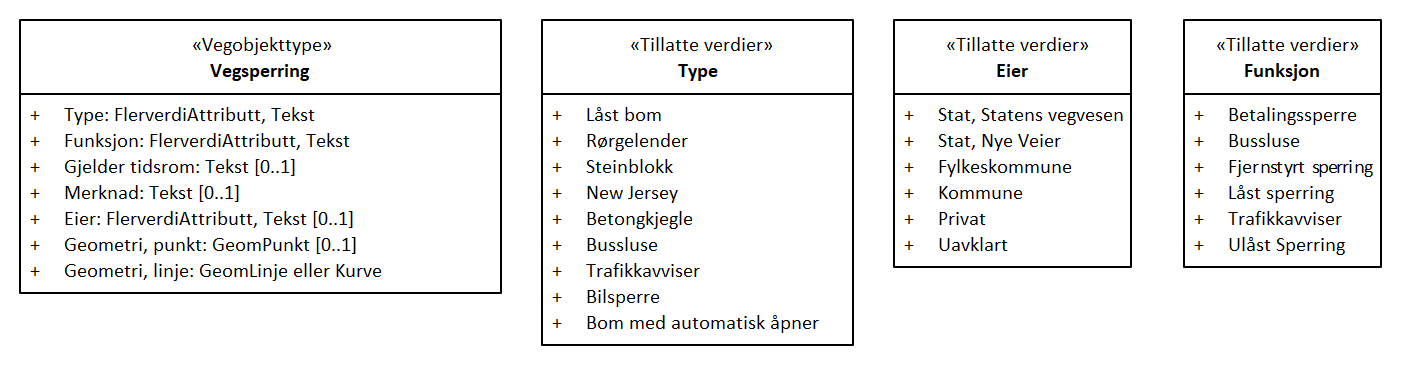 «Vegobjekttype»
Vegsperring
+ Type: FlerverdiAttributt, Tekst
+ Funksjon: FlerverdiAttributt, Tekst
+ Gjelder tidsrom: Tekst [0..1]
+ Merknad: Tekst [0..1]
+ Eier: FlerverdiAttributt, Tekst [0..1]
+ Geometri, punkt: GeomPunkt [0..1]
+ Geometri, linje: GeomLinje eller Kurve
«Tillatte verdier»
Type
+ Låst bom
+ Rørgelender
+ Steinblokk
+ New Jersey
+ Betongkjegle
+ Bussluse
+ Trafikkavviser
+ Bilsperre
+ Bom med automatisk åpner
«Tillatte verdier»
Eier
+ Stat, Statens vegvesen
+ Stat, Nye Veier
+ Fylkeskommune
+ Kommune
+ Privat
+ Uavklart
«Tillatte verdier»
Funksjon
+ Betalingssperre
+ Bussluse
+ Fjernstyrt sperring
+ Låst sperring
+ Trafikkavviser
+ Ulåst Sperring